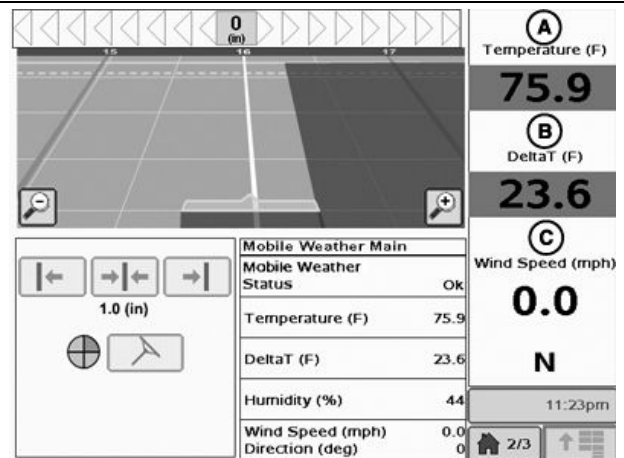 0
(in)
15 16 17
1.0 (in)
Mobile Weather Main
Mobile Weather
Status Ok
Temperature (F) 75.9
DeltaT (F) 23.6
Humidity (%) 44
Wind Speed (mph) 0.0
Direction (deg) 0
A
Temperature (F)
75.9
B
DeltaT (F)
23.6
C
Wind Speed (mph)
0.0
N
11:23pm
2/3